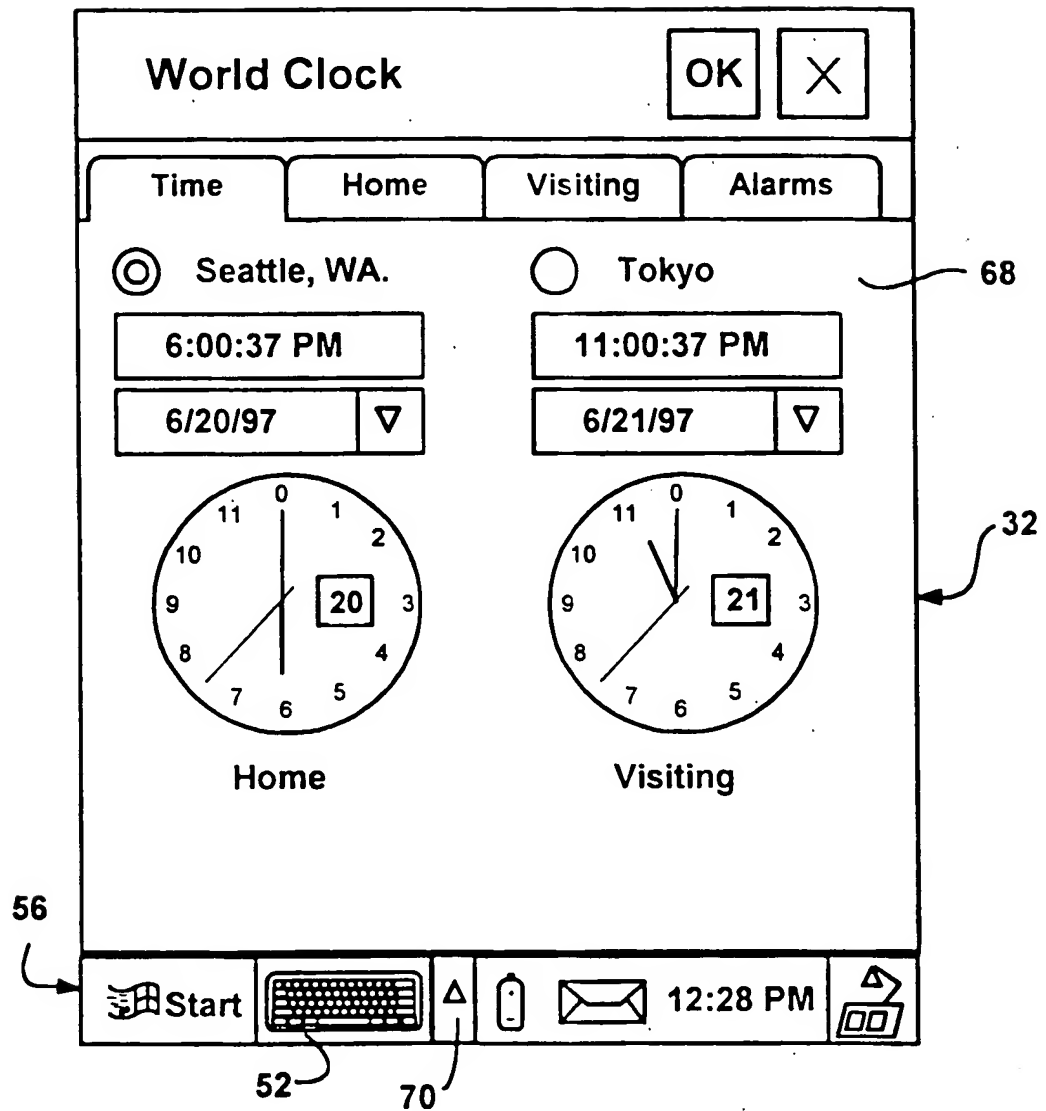 World Clock OK X
Time Home Visiting Alarms
Seattle, WA. Tokyo 68
6:00:37 PM 11:00:37 PM
6/20/97 6/21/97
0 1 2 3 4 5 6 7 8 9 10 11
20
0 1 2 3 4 5 6 7 8 9 10 11
21
32
Home Visiting
56
Start 12:28 PM
52 70